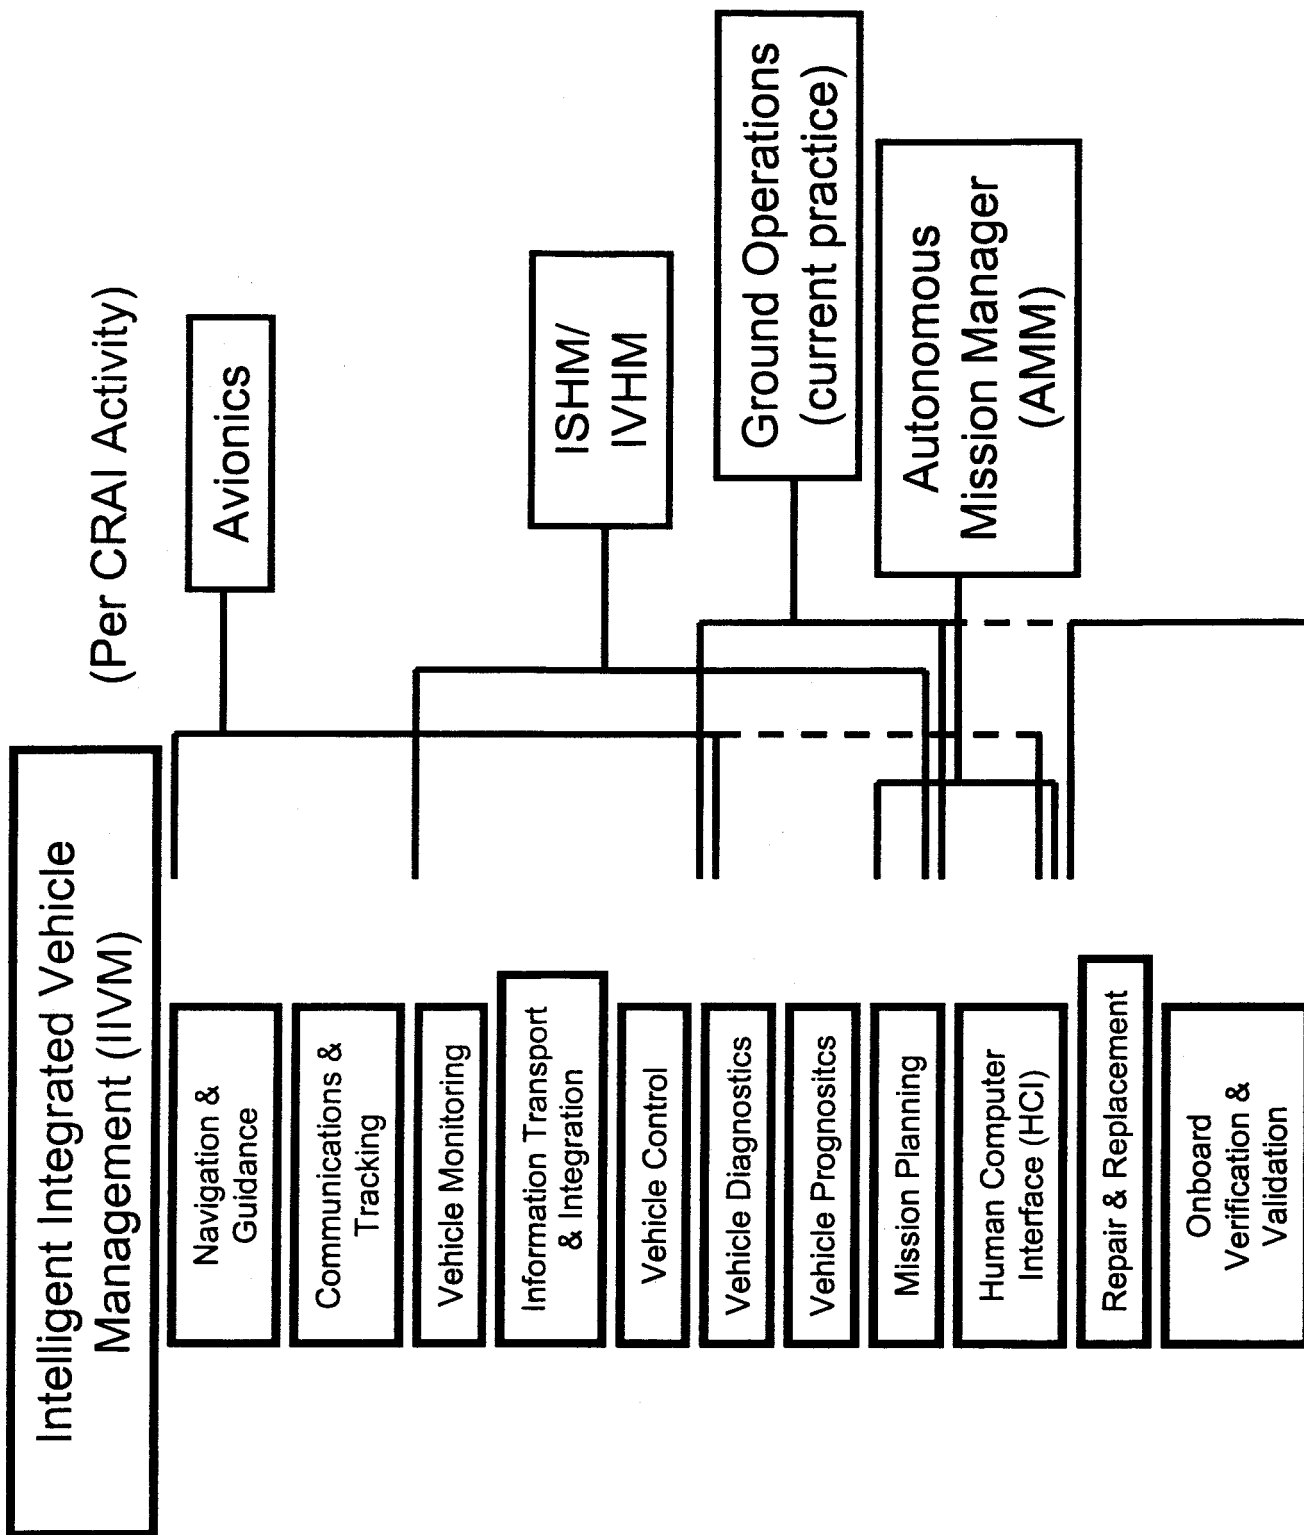 Intelligent Integrated Vehicle
Management (IIVM)
(Per CRAI Activity)
Navigation &
Guidance
Communications &
Tracking
Vehicle Monitoring
Information Transport
& Integration
Vehicle Control
Vehicle Diagnostics
Vehicle Prognositcs
Mission Planning
Human Computer
Interface (HCI)
Repair & Replacement
Onboard
Verification &
Validation
Avionics
ISHM/
IVHM
Ground Operations
(current practice)
Autonomous
Mission Manager
(AMM)